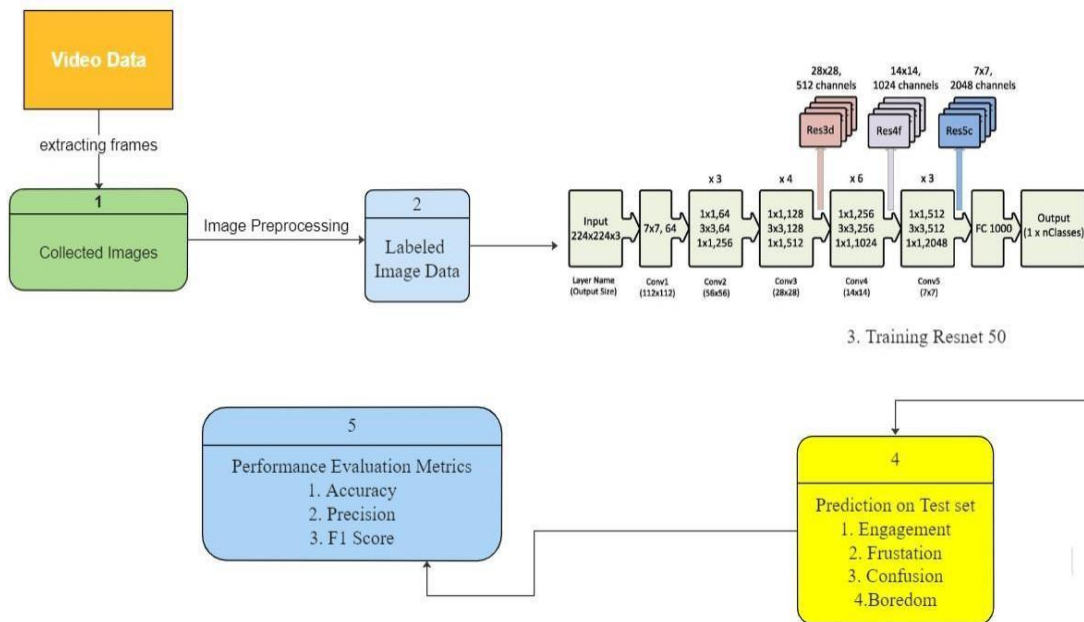 Video Data
extracting frames
1
Collected Images
Image Preprocessing
2
Labeled
Image Data
28x28,
512 channels
14x14,
1024 channels
7x7,
2048 channels
Res3d
Res4f
Res5c
x 3
x 4
x 6
x 3
Input
224x224x3
7x7, 64
1x1,64
3x3,64
1x1,256
1x1,128
3x3,128
1x1,512
1x1,256
3x3,256
1x1,1024
1x1,512
3x3,512
1x1,2048
FC 1000
Output
(1 x nClasses)
Layer Name
(Output Size)
Conv1
(112x112)
Conv2
(56x56)
Conv3
(28x28)
Conv4
(14x14)
Conv5
(7x7)
3. Training Resnet 50
4
Prediction on Test set
1. Engagement
2. Frustation
3. Confusion
4.Boredom
5
Performance Evaluation Metrics
1. Accuracy
2. Precision
3. F1 Score